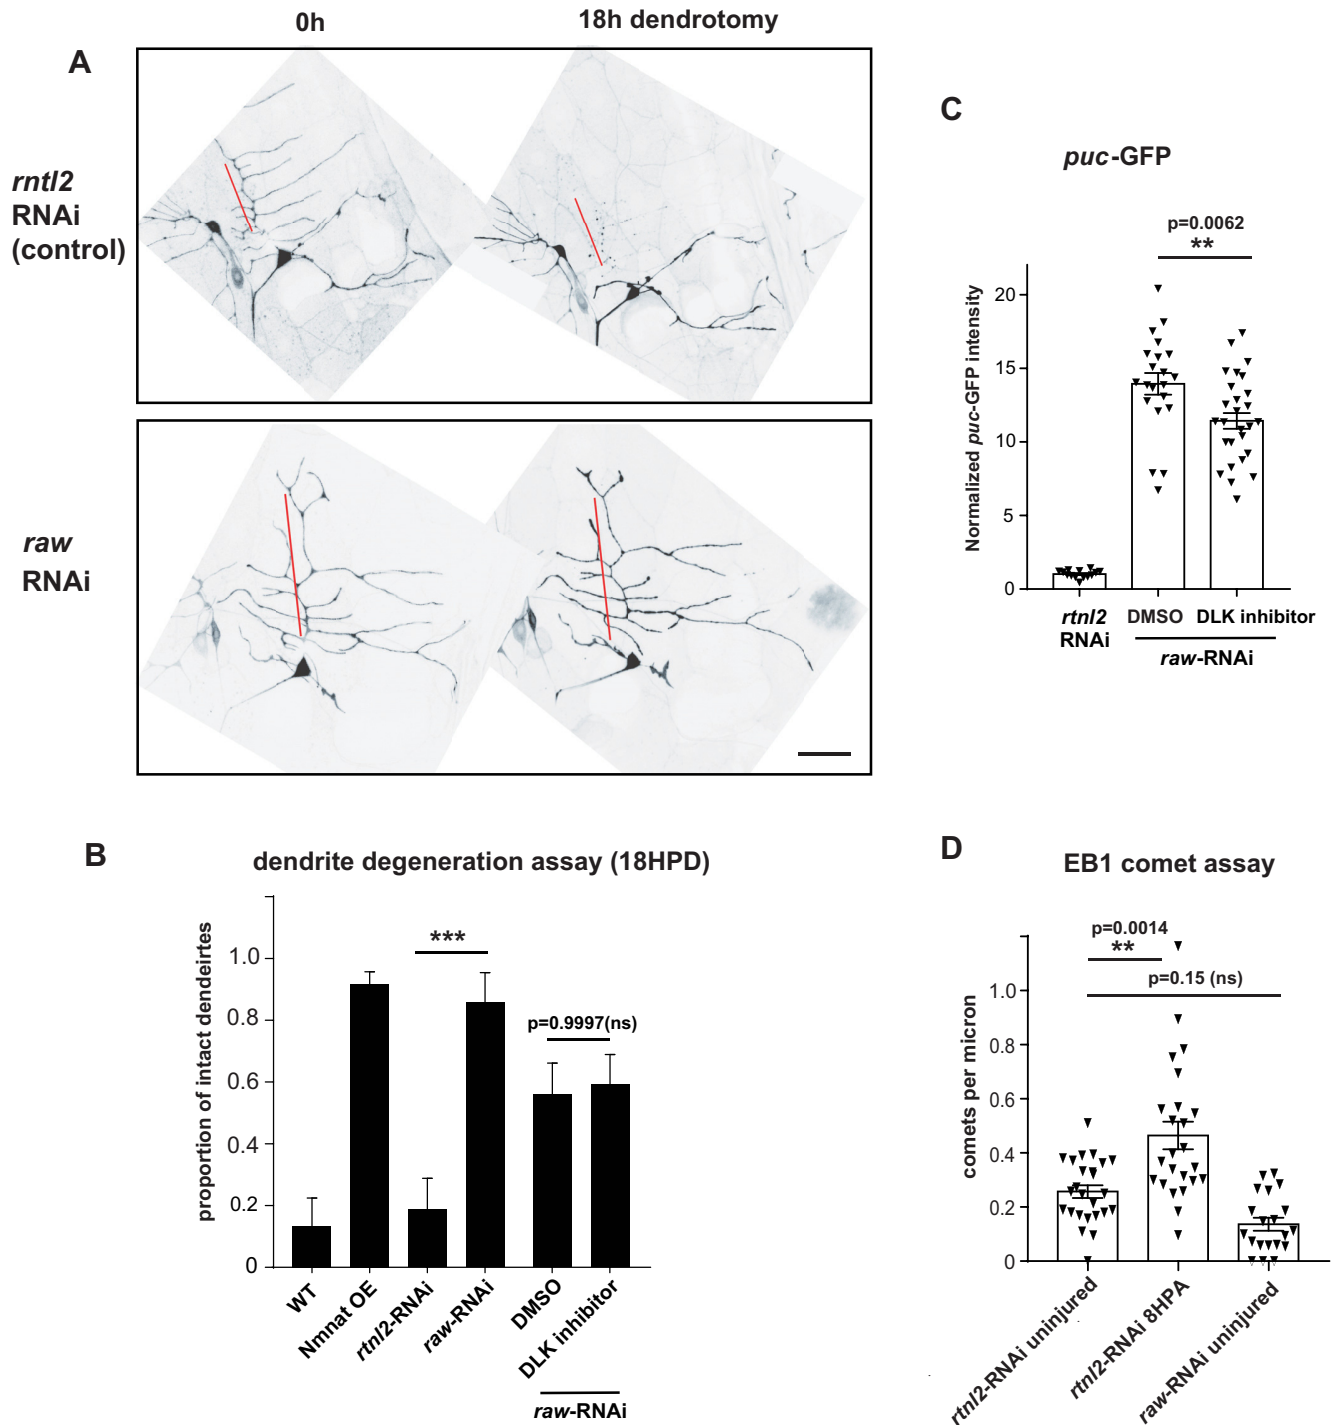 0h
18h dendrotomy
A
rntl2
RNAi
(control)
raw
RNAi
B
dendrite degeneration assay (18HPD)
proportion of intact dendeirtes
1.0
0.8
0.6
0.4
0.2
0
***
p=0.9997(ns)
WT
Nmnat OE
rtnl2-RNAi
raw-RNAi
DMSO
DLK inhibitor
raw-RNAi
C
puc-GFP
p=0.0062
**
Normalized puc-GFP intensity
20
15
10
5
0
rtnl2
RNAi
DMSO
DLK inhibitor
raw-RNAi
D
EB1 comet assay
p=0.0014
**
p=0.15 (ns)
comets per micron
1.0
0.8
0.6
0.4
0.2
0
rtnl2-RNAi uninjured
rtnl2-RNAi 8HPA
raw-RNAi uninjured